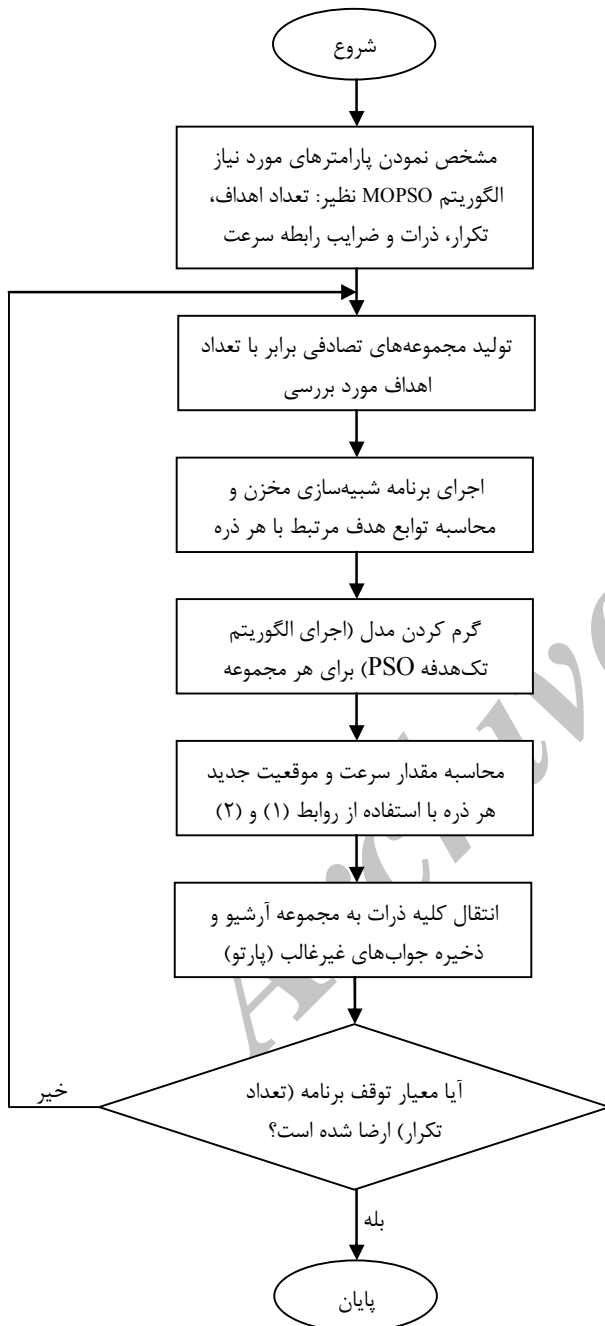 شروع
مشخص نمودن پارامترهای مورد نیاز
الگوریتم MOPSO نظیر: تعداد اهداف،
تکرار، ذرات و ضرایب رابطه سرعت
تولید مجموعه‌های تصادفی برابر با تعداد
اهداف مورد بررسی
اجرای برنامه شبیه‌سازی مخزن و
محاسبه توابع هدف مرتبط با هر ذره
گرم کردن مدل (اجرای الگوریتم
تک‌هدفه PSO) برای هر مجموعه
محاسبه مقدار سرعت و موقعیت جدید
هر ذره با استفاده از روابط (۱) و (۲)
انتقال کلیه ذرات به مجموعه آرشیو و
ذخیره جواب‌های غیرغالب (پارتو)
آیا معیار توقف برنامه (تعداد
تکرار) ارضا شده است؟
خیر
بله
پایان